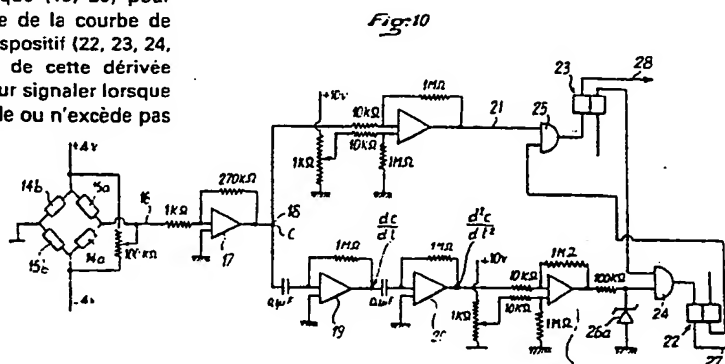 que (19, 20) pour
e de la courbe de
spositif (22, 23, 24,
de cette dérivée
ur signaler lorsque
le ou n'excède pas
Fig:10
28
23
+10v
1MΩ
21
25
10KΩ
10KΩ
1KΩ
1MΩ
+4v
14b
15a
16
1KΩ
270KΩ
17
18
C
15b
14a
100KΩ
-4v
0,1µF
1MΩ
19
dc/dt
0,1µF
1MΩ
20
d²c/dt²
+10v
1KΩ
10KΩ
10KΩ
1MΩ
1MΩ
100KΩ
26a
24
22
27